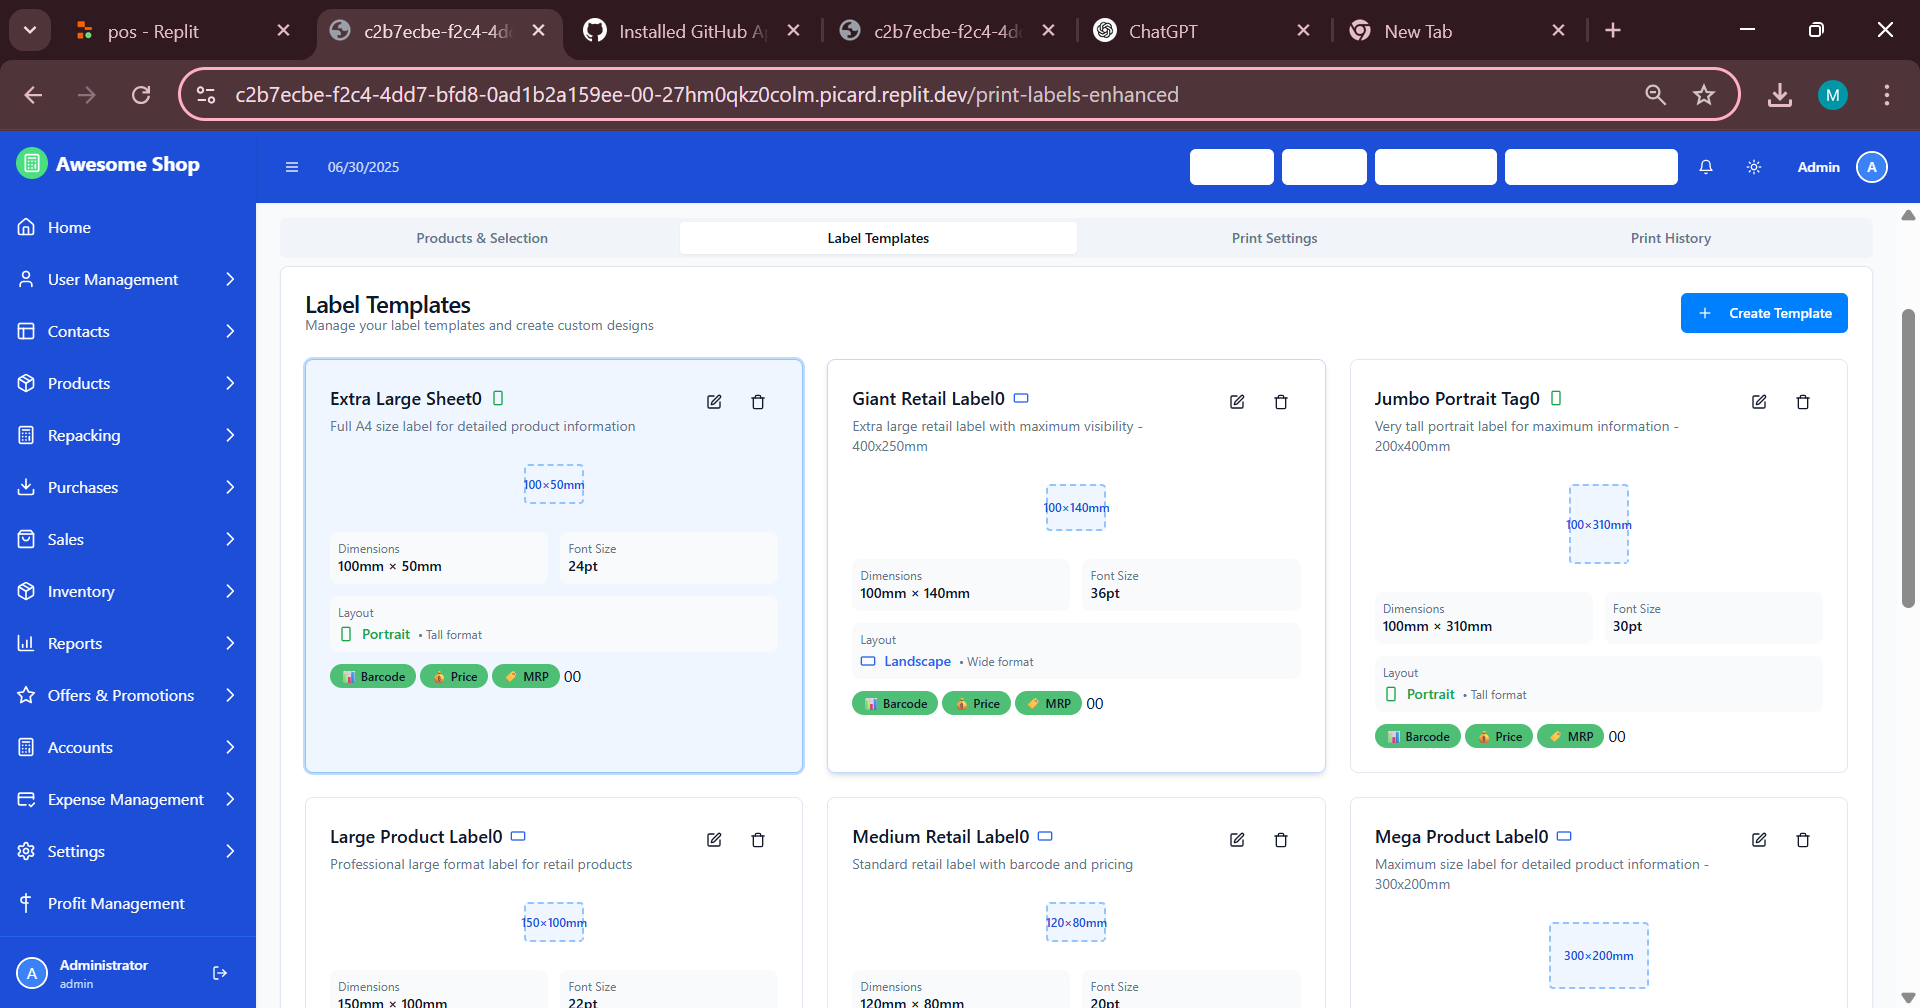 pos - Replit
c2b7ecbe-f2c4-4d
Installed GitHub A
c2b7ecbe-f2c4-4d
ChatGPT
New Tab
c2b7ecbe-f2c4-4dd7-bfd8-0ad1b2a159ee-00-27hm0qkz0colm.picard.replit.dev/print-labels-enhanced
M
Awesome Shop
06/30/2025
Admin
A
Home
User Management
Contacts
Products
Repacking
Purchases
Sales
Inventory
Reports
Offers & Promotions
Accounts
Expense Management
Settings
Profit Management
A
Administrator
admin
Products & Selection
Label Templates
Print Settings
Print History
Label Templates
Manage your label templates and create custom designs
+ Create Template
Extra Large Sheet0
Full A4 size label for detailed product information
100×50mm
Dimensions
100mm × 50mm
Font Size
24pt
Layout
Portrait • Tall format
Barcode Price MRP 00
Giant Retail Label0
Extra large retail label with maximum visibility -
400x250mm
100×140mm
Dimensions
100mm × 140mm
Font Size
36pt
Layout
Landscape • Wide format
Barcode Price MRP 00
Jumbo Portrait Tag0
Very tall portrait label for maximum information -
200x400mm
100×310mm
Dimensions
100mm × 310mm
Font Size
30pt
Layout
Portrait • Tall format
Barcode Price MRP 00
Large Product Label0
Professional large format label for retail products
150×100mm
Dimensions
150mm × 100mm
Font Size
22pt
Medium Retail Label0
Standard retail label with barcode and pricing
120×80mm
Dimensions
120mm × 80mm
Font Size
20pt
Mega Product Label0
Maximum size label for detailed product information -
300x200mm
300×200mm